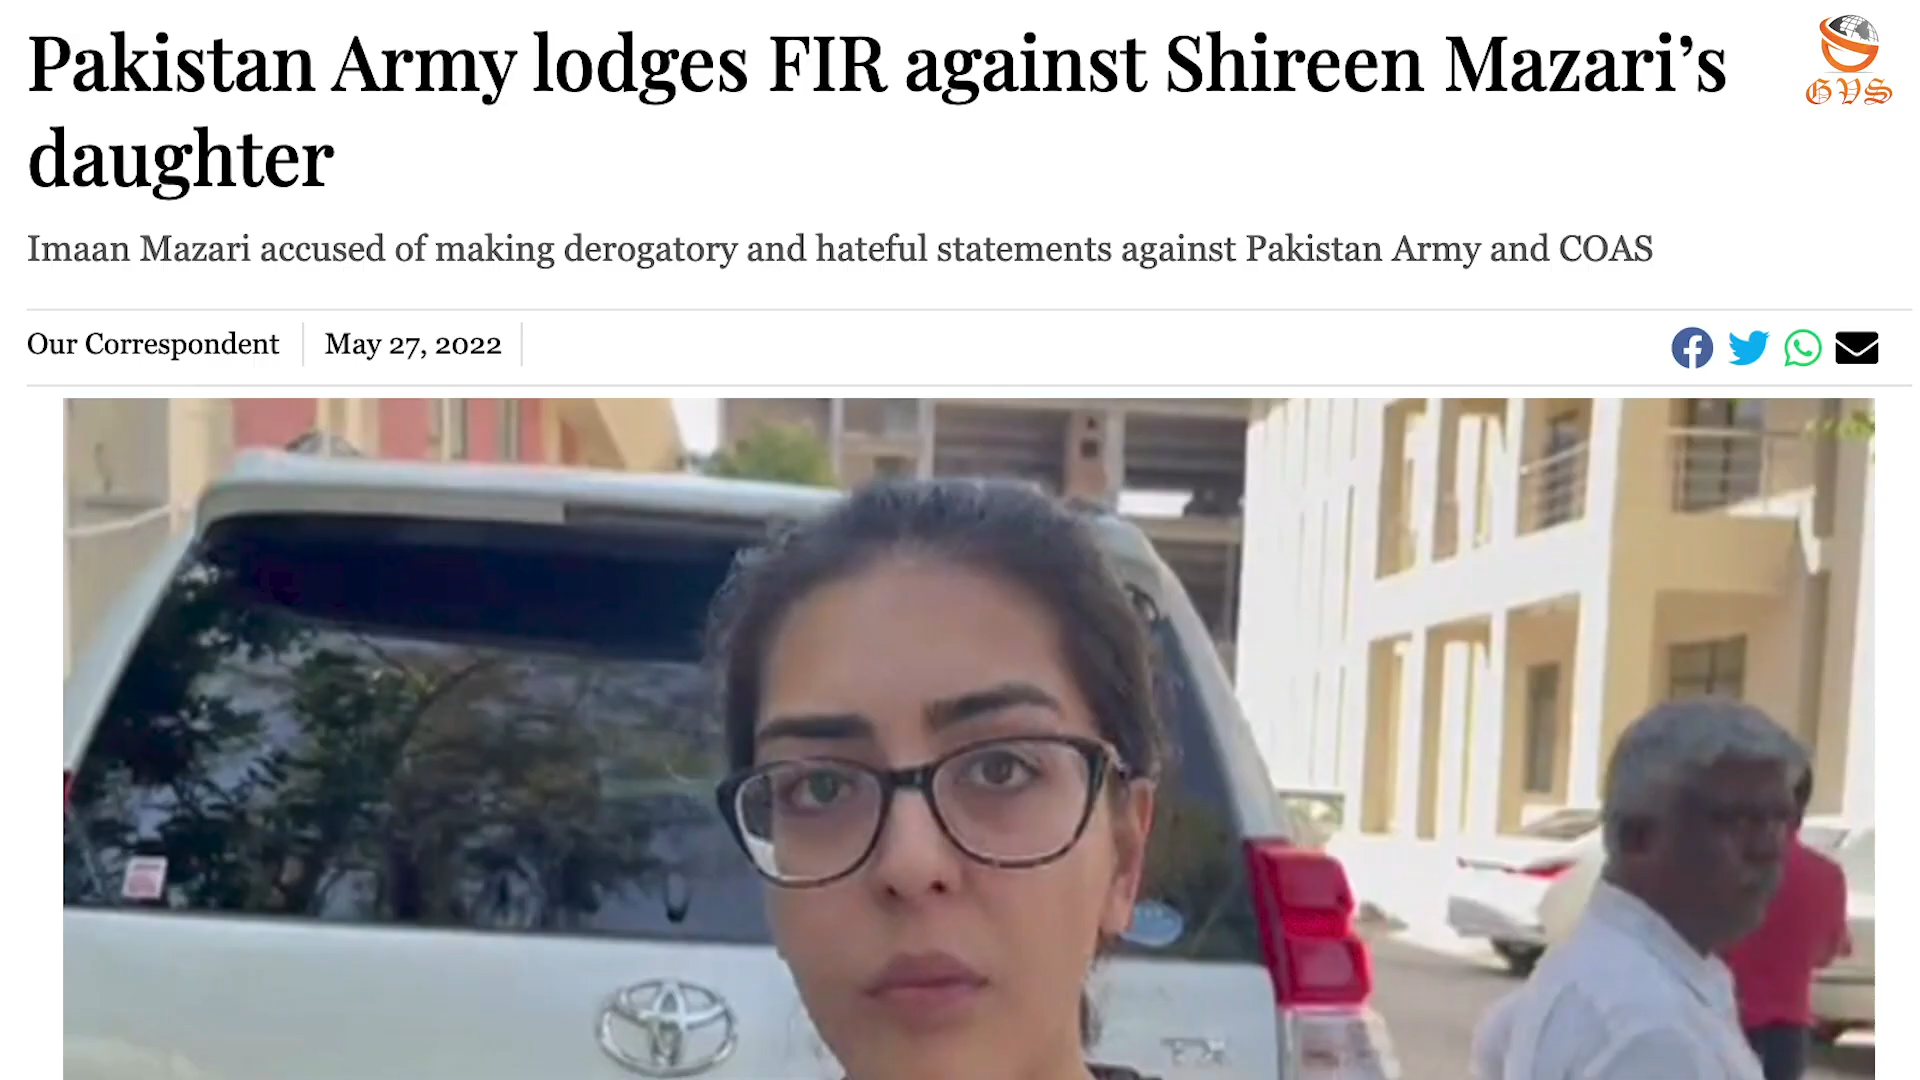 Pakistan Army lodges FIR against Shireen Mazari’s
daughter
GVS
Imaan Mazari accused of making derogatory and hateful statements against Pakistan Army and COAS
Our Correspondent
May 27, 2022
TX